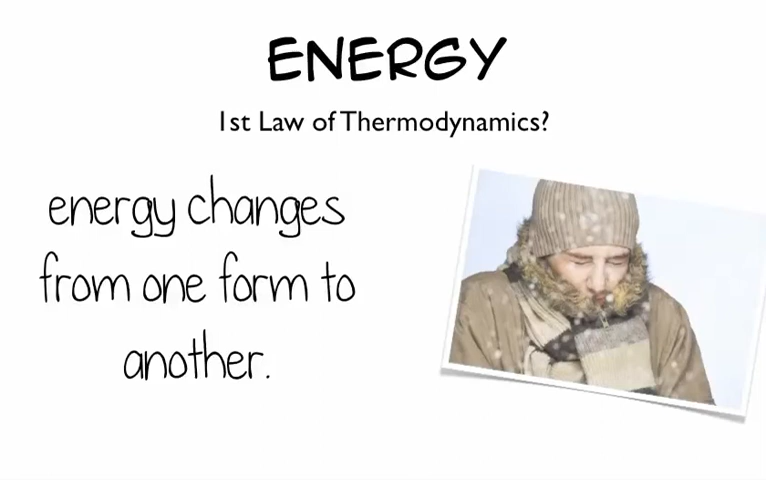 ENERGY
1st Law of Thermodynamics?
energy changes
from one form to
another.